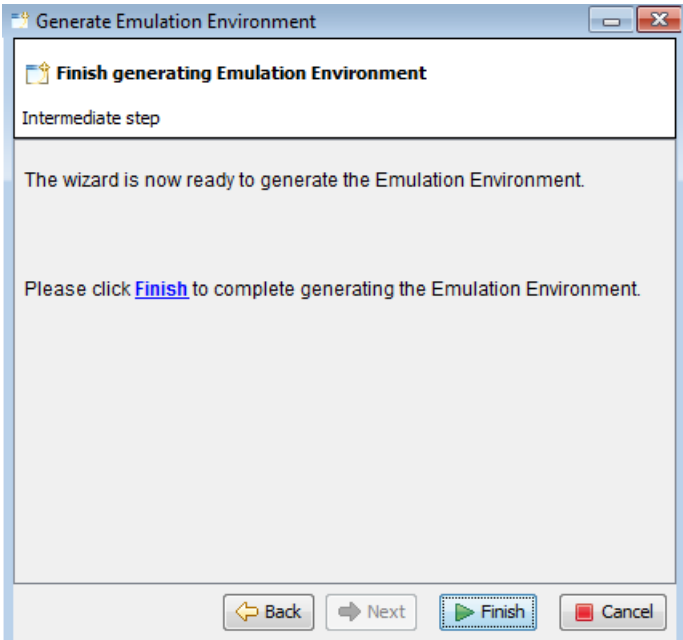 Generate Emulation Environment
Finish generating Emulation Environment
Intermediate step
The wizard is now ready to generate the Emulation Environment.
Please click Finish to complete generating the Emulation Environment.
Back Next Finish Cancel